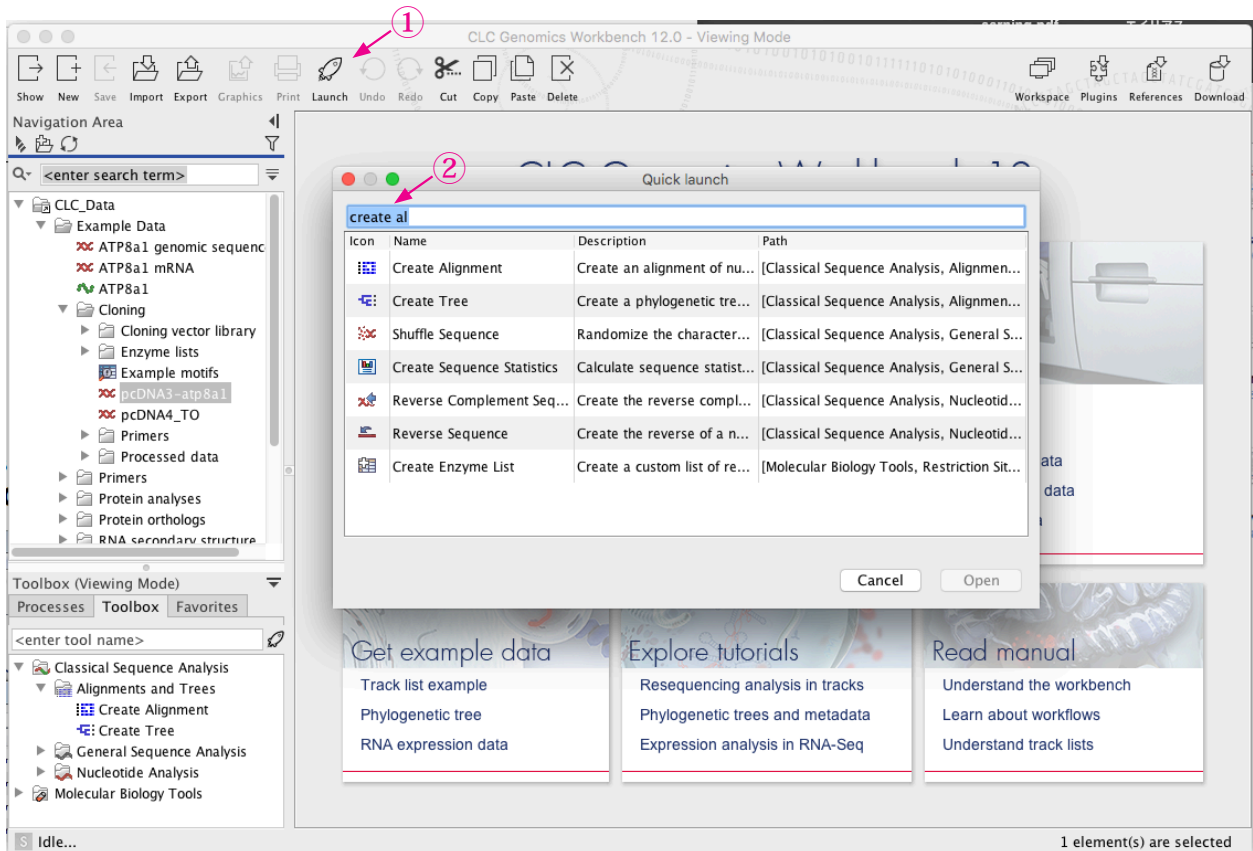 ①
CLC Genomics Workbench 12.0 - Viewing Mode
Show New Save Import Export Graphics Print Launch Undo Redo Cut Copy Paste Delete
Workspace Plugins References Download
Navigation Area
<enter search term>
CLC_Data
Example Data
ATP8a1 genomic sequenc
ATP8a1 mRNA
ATP8a1
Cloning
Cloning vector library
Enzyme lists
Example motifs
pcDNA3-atp8a1
pcDNA4_TO
Primers
Processed data
Primers
Protein analyses
Protein orthologs
RNA secondary structure
②
Quick launch
create al
Icon Name Description Path
Create Alignment Create an alignment of nu... [Classical Sequence Analysis, Alignmen...
Create Tree Create a phylogenetic tre... [Classical Sequence Analysis, Alignmen...
Shuffle Sequence Randomize the character... [Classical Sequence Analysis, General S...
Create Sequence Statistics Calculate sequence statist... [Classical Sequence Analysis, General S...
Reverse Complement Seq... Create the reverse compl... [Classical Sequence Analysis, Nucleotid...
Reverse Sequence Create the reverse of a n... [Classical Sequence Analysis, Nucleotid...
Create Enzyme List Create a custom list of re... [Molecular Biology Tools, Restriction Sit...
Cancel Open
ata
data
Toolbox (Viewing Mode)
Processes Toolbox Favorites
<enter tool name>
Classical Sequence Analysis
Alignments and Trees
Create Alignment
Create Tree
General Sequence Analysis
Nucleotide Analysis
Molecular Biology Tools
Get example data
Track list example
Phylogenetic tree
RNA expression data
Explore tutorials
Resequencing analysis in tracks
Phylogenetic trees and metadata
Expression analysis in RNA-Seq
Read manual
Understand the workbench
Learn about workflows
Understand track lists
S Idle...
1 element(s) are selected